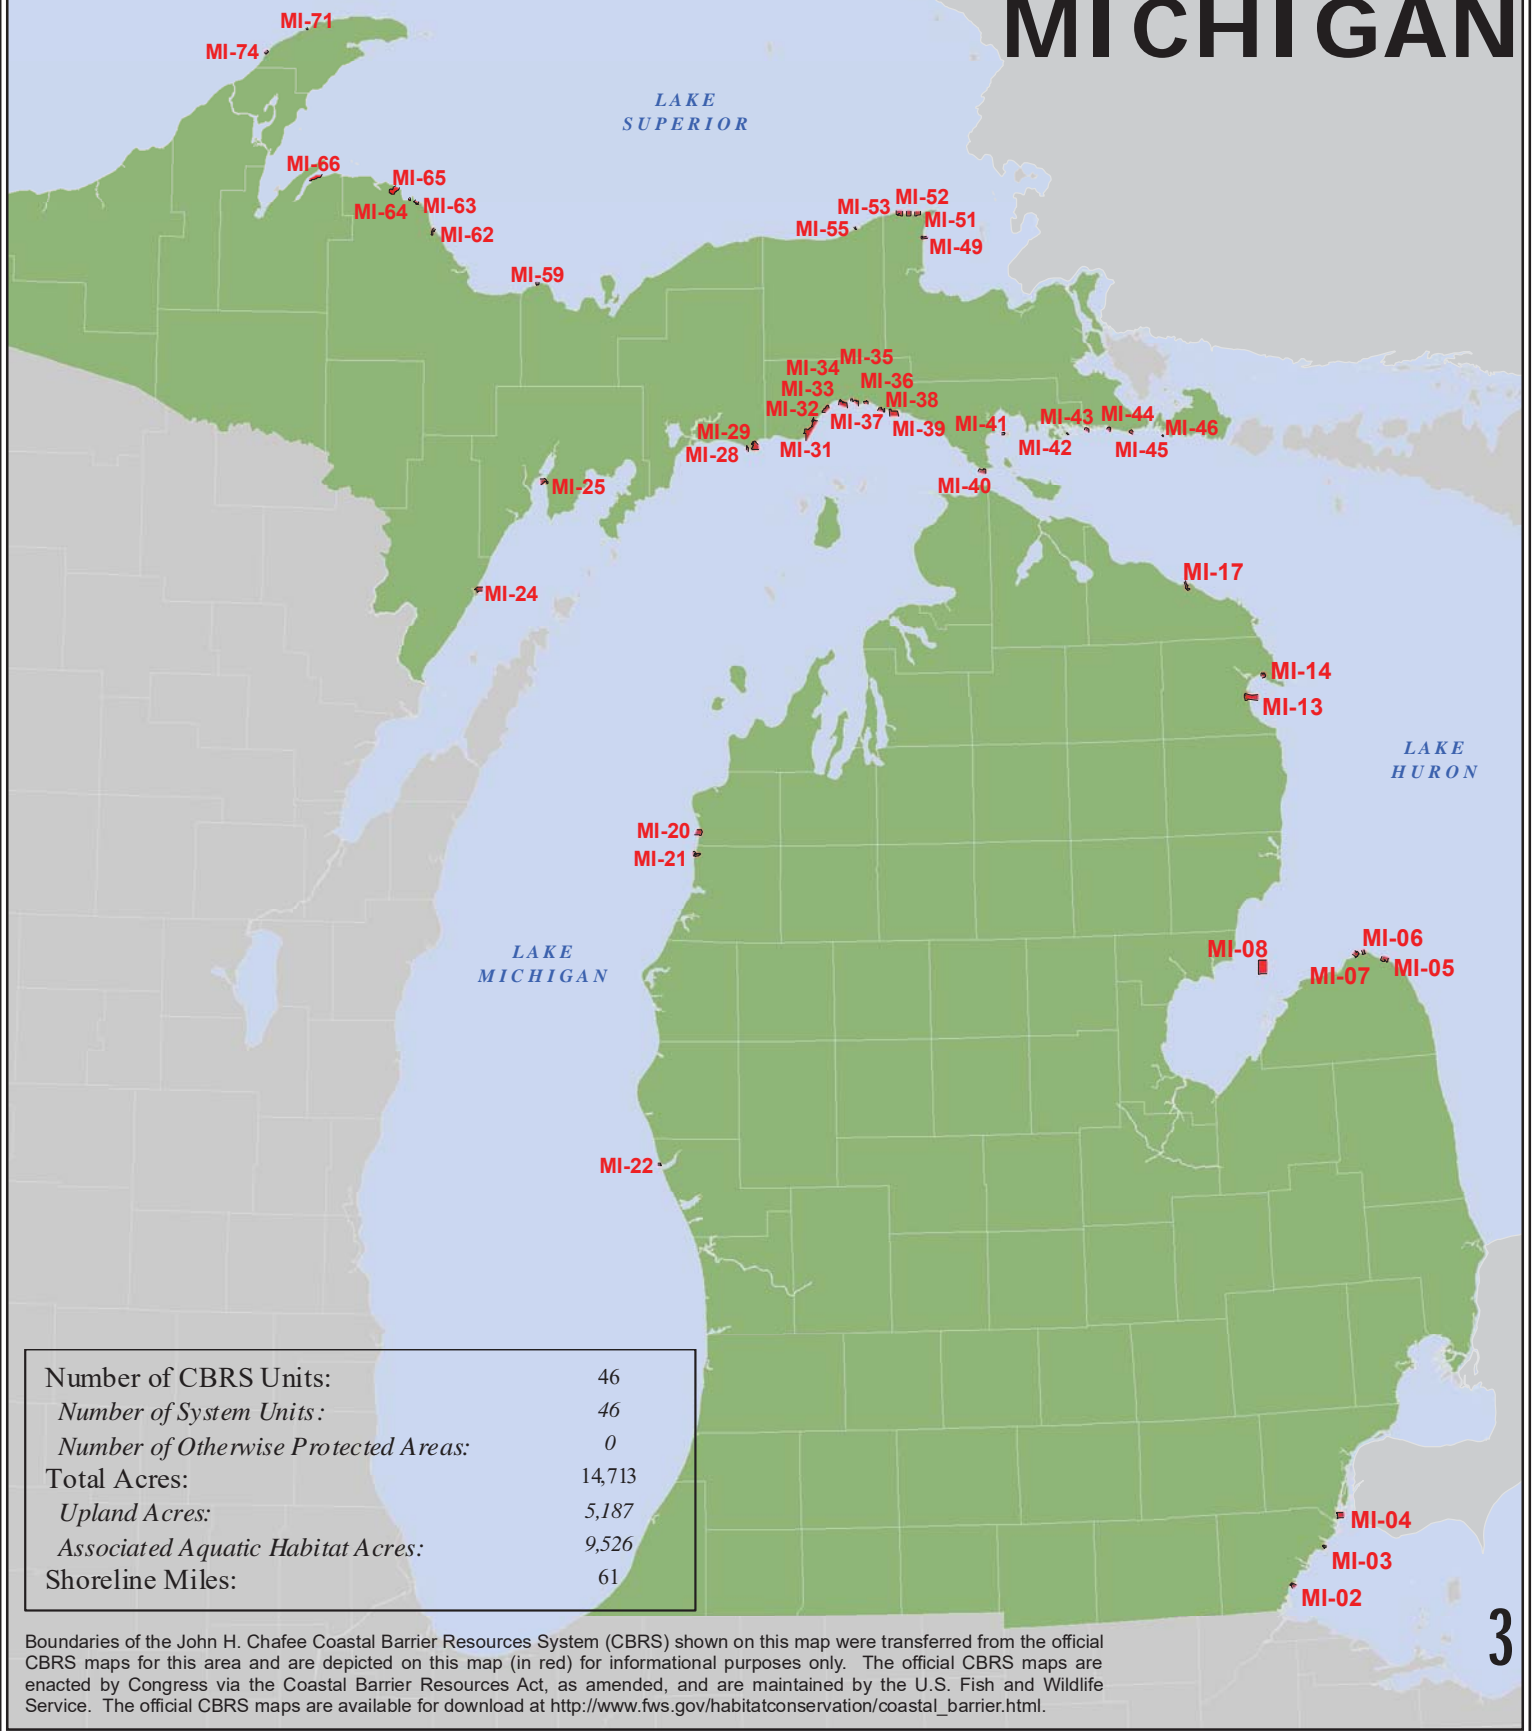 MICHIGAN
MI-71
MI-74
LAKE
SUPERIOR
MI-66
MI-65
MI-64
MI-63
MI-62
MI-59
MI-53
MI-52
MI-51
MI-55
MI-49
MI-35
MI-34
MI-36
MI-33
MI-38
MI-32
MI-37
MI-39
MI-41
MI-43
MI-44
MI-46
MI-29
MI-28
MI-31
MI-42
MI-45
MI-25
MI-40
MI-24
MI-17
MI-14
MI-13
LAKE
HURON
MI-20
MI-21
LAKE
MICHIGAN
MI-08
MI-06
MI-07
MI-05
MI-22
Number of CBRS Units: 46
Number of System Units: 46
Number of Otherwise Protected Areas: 0
Total Acres: 14,713
Upland Acres: 5,187
Associated Aquatic Habitat Acres: 9,526
Shoreline Miles: 61
MI-04
MI-03
MI-02
3
Boundaries of the John H. Chafee Coastal Barrier Resources System (CBRS) shown on this map were transferred from the official
CBRS maps for this area and are depicted on this map (in red) for informational purposes only. The official CBRS maps are
enacted by Congress via the Coastal Barrier Resources Act, as amended, and are maintained by the U.S. Fish and Wildlife
Service. The official CBRS maps are available for download at http://www.fws.gov/habitatconservation/coastal_barrier.html.